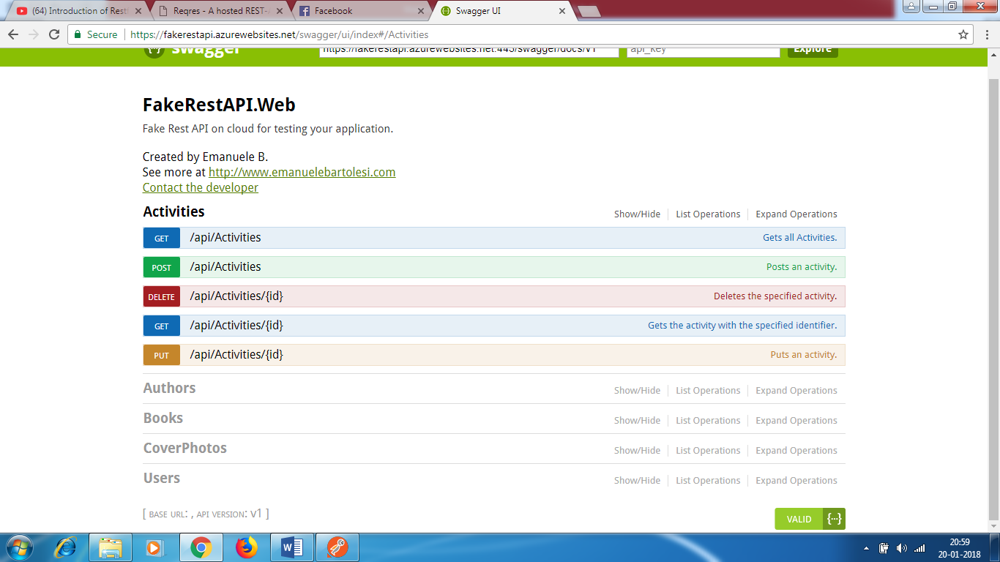 (64) Introduction of Rest
Reqres - A hosted REST-
Facebook
Swagger UI
Secure
https://fakerestapi.azurewebsites.net/swagger/ui/index#/Activities
swagger
https://fakerestapi.azurewebsites.net:443/swagger/docs/v1
api_key
Explore
FakeRestAPI.Web
Fake Rest API on cloud for testing your application.
Created by Emanuele B.
See more at http://www.emanuelebartolesi.com
Contact the developer
Activities Show/Hide List Operations Expand Operations
GET /api/Activities Gets all Activities.
POST /api/Activities Posts an activity.
DELETE /api/Activities/{id} Deletes the specified activity.
GET /api/Activities/{id} Gets the activity with the specified identifier.
PUT /api/Activities/{id} Puts an activity.
Authors Show/Hide List Operations Expand Operations
Books Show/Hide List Operations Expand Operations
CoverPhotos Show/Hide List Operations Expand Operations
Users Show/Hide List Operations Expand Operations
[ BASE URL: , API VERSION: V1 ]
VALID {...}
20:59
20-01-2018